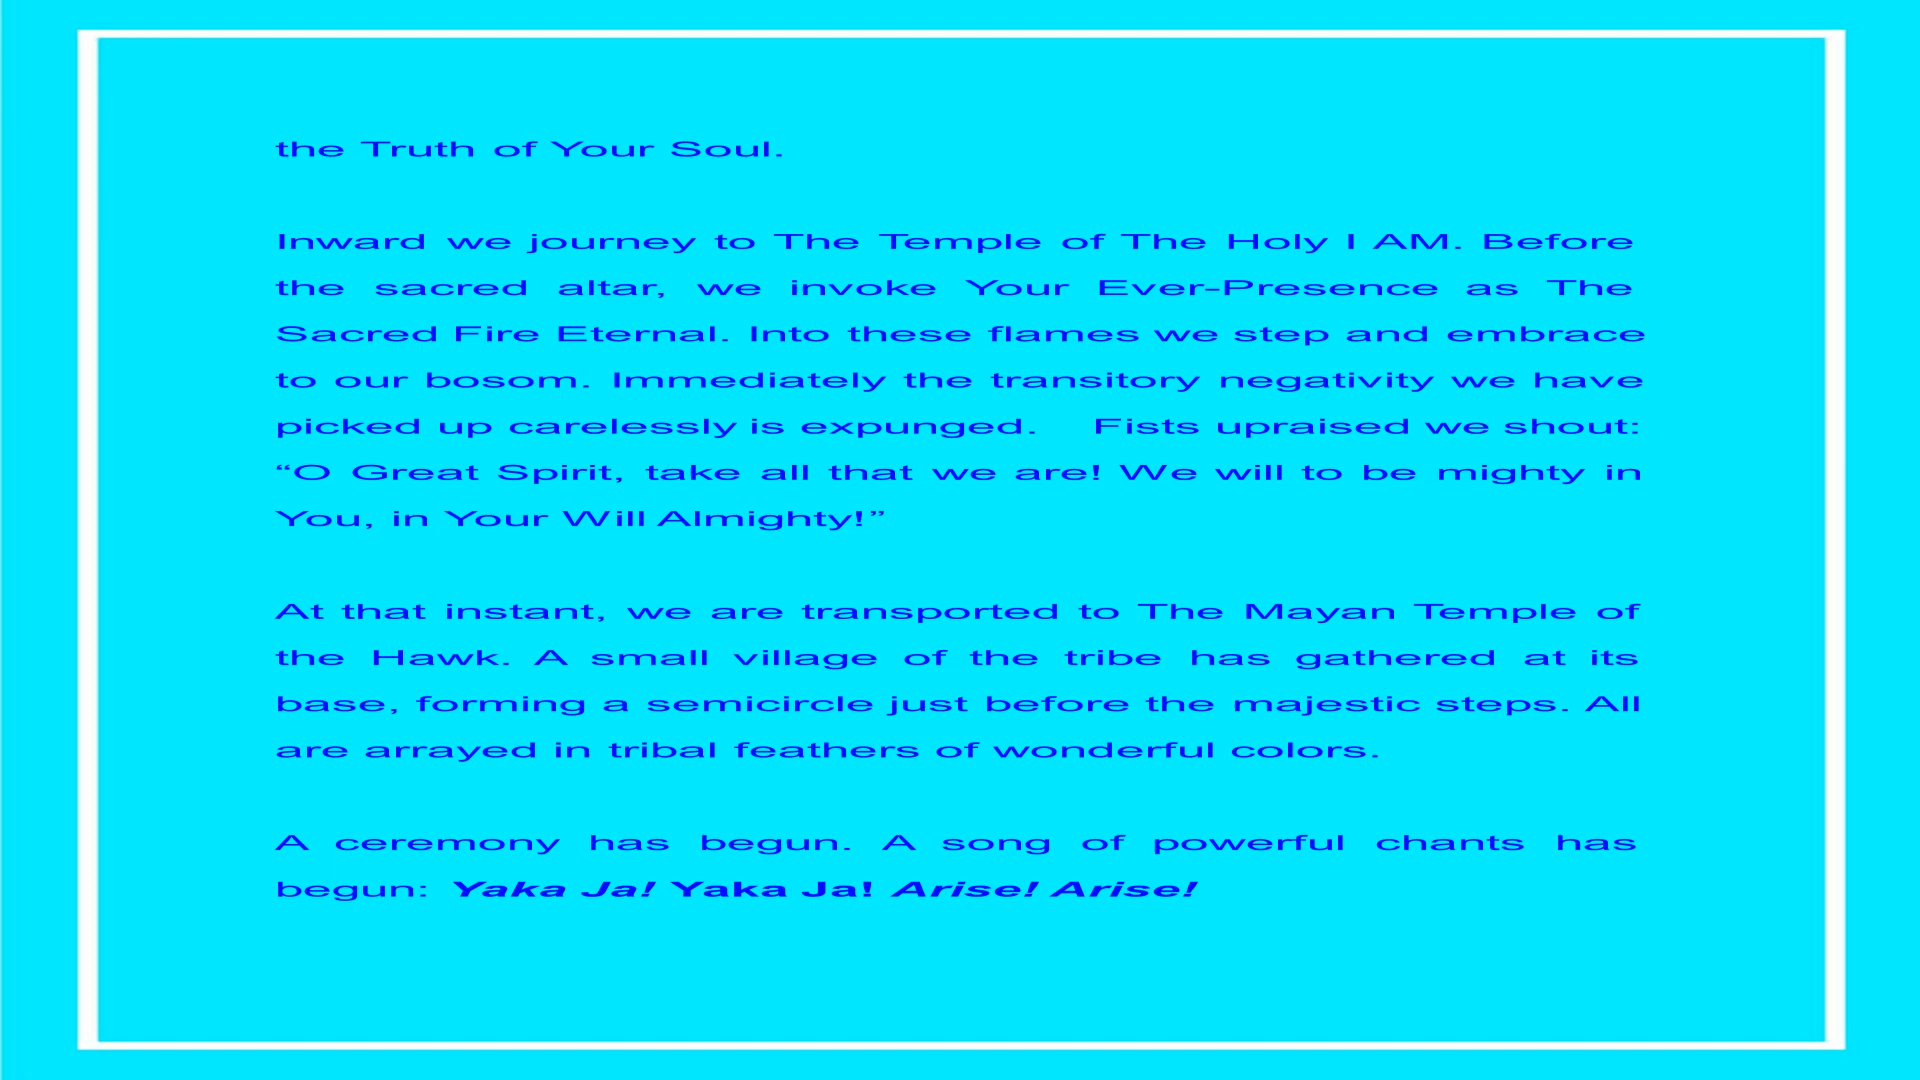 the Truth of Your Soul.
Inward we journey to The Temple of The Holy I AM. Before
the sacred altar, we invoke Your Ever-Presence as The
Sacred Fire Eternal. Into these flames we step and embrace
to our bosom. Immediately the transitory negativity we have
picked up carelessly is expunged. Fists upraised we shout:
“O Great Spirit, take all that we are! We will to be mighty in
You, in Your Will Almighty!”
At that instant, we are transported to The Mayan Temple of
the Hawk. A small village of the tribe has gathered at its
base, forming a semicircle just before the majestic steps. All
are arrayed in tribal feathers of wonderful colors.
A ceremony has begun. A song of powerful chants has
begun: Yaka Ja! Yaka Ja! Arise! Arise!